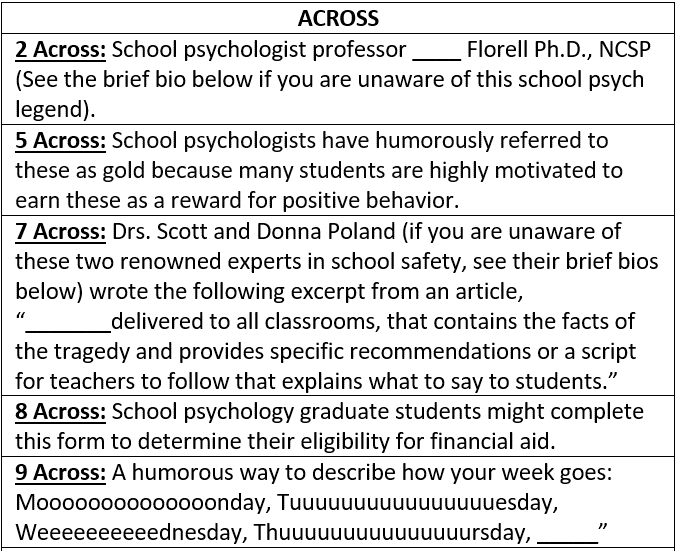 ACROSS
2 Across: School psychologist professor ____ Florell Ph.D., NCSP
(See the brief bio below if you are unaware of this school psych
legend).
5 Across: School psychologists have humorously referred to
these as gold because many students are highly motivated to
earn these as a reward for positive behavior.
7 Across: Drs. Scott and Donna Poland (if you are unaware of
these two renowned experts in school safety, see their brief bios
below) wrote the following excerpt from an article,
“_______delivered to all classrooms, that contains the facts of
the tragedy and provides specific recommendations or a script
for teachers to follow that explains what to say to students.”
8 Across: School psychology graduate students might complete
this form to determine their eligibility for financial aid.
9 Across: A humorous way to describe how your week goes:
Moooooooooooooonday, Tuuuuuuuuuuuuuuuuesday,
Weeeeeeeeeednesday, Thuuuuuuuuuuuuuuursday, _____”